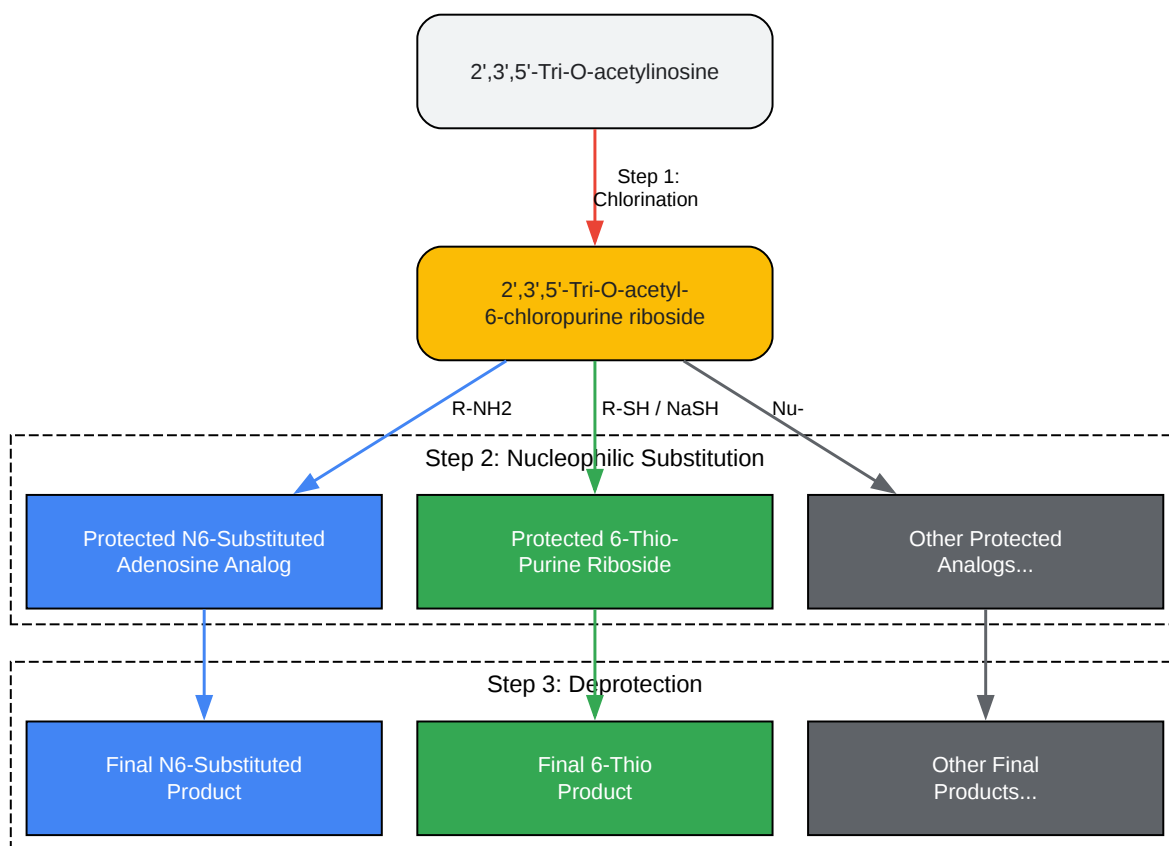 2',3',5'-Tri-O-acetylinosine
Step 1:
Chlorination
2',3',5'-Tri-O-acetyl-
6-chloropurine riboside
R-NH2
R-SH / NaSH
Nu-
Step 2: Nucleophilic Substitution
Protected N6-Substituted
Adenosine Analog
Protected 6-Thio-
Purine Riboside
Other Protected
Analogs...
Step 3: Deprotection
Final N6-Substituted
Product
Final 6-Thio
Product
Other Final
Products...